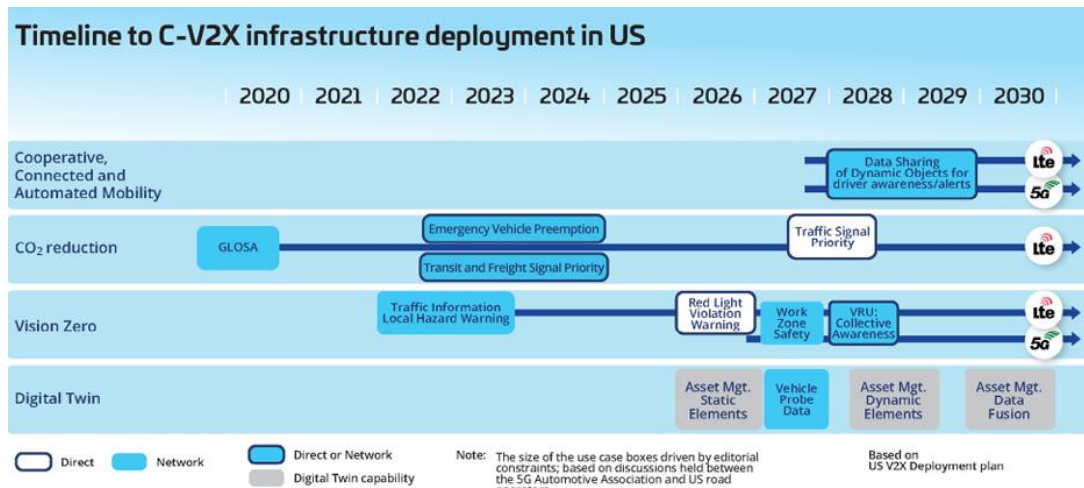 Timeline to C-V2X infrastructure deployment in US
2020 2021 2022 2023 2024 2025 2026 2027 2028 2029 2030
Cooperative,
Connected and
Automated Mobility
Data Sharing
of Dynamic Objects for
driver awareness/alerts
Lte
5G
CO₂ reduction
GLOSA
Emergency Vehicle Preemption
Transit and Freight Signal Priority
Traffic Signal
Priority
Lte
Vision Zero
Traffic Information
Local Hazard Warning
Red Light
Violation
Warning
Work
Zone
Safety
VRU:
Collective
Awareness
Lte
5G
Digital Twin
Asset Mgt.
Static
Elements
Vehicle
Probe
Data
Asset Mgt.
Dynamic
Elements
Asset Mgt.
Data
Fusion
Direct
Network
Direct or Network
Digital Twin capability
Note: The size of the use case boxes driven by editorial
constraints; based on discussions held between
the 5G Automotive Association and US road
Based on
US V2X Deployment plan